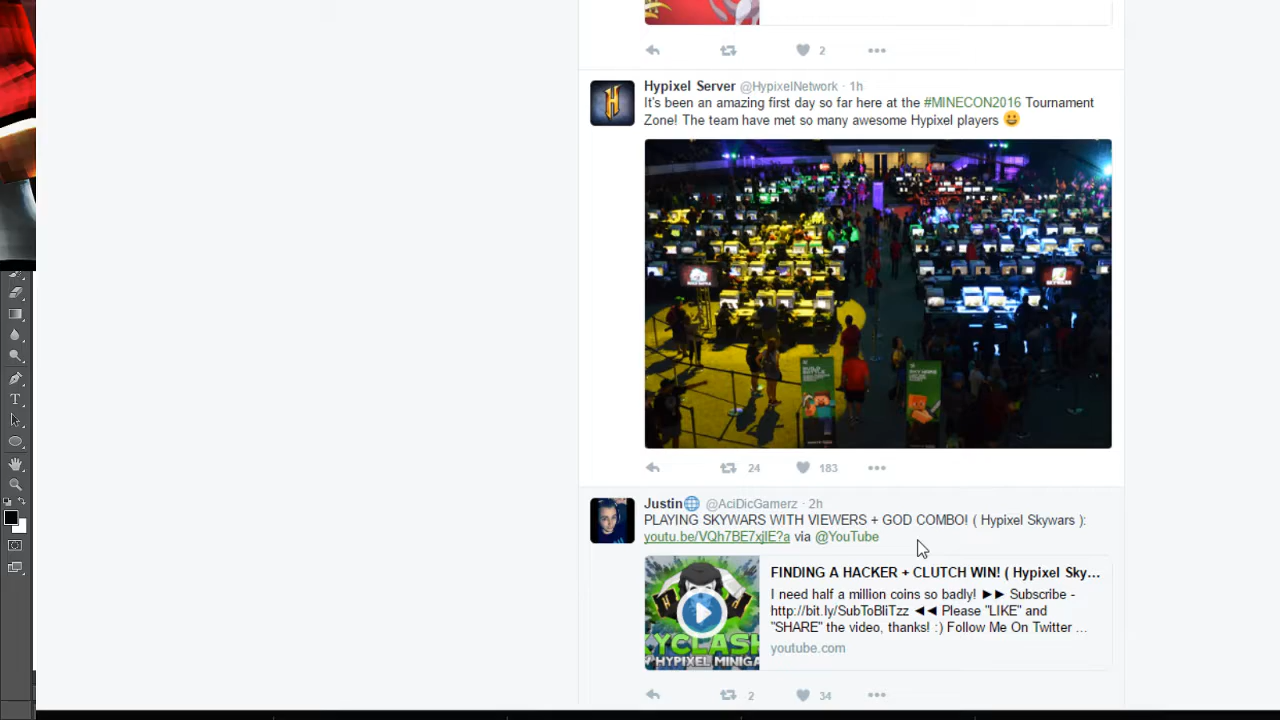 2
Hypixel Server @HypixelNetwork · 1h
It's been an amazing first day so far here at the #MINECON2016 Tournament
Zone! The team have met so many awesome Hypixel players
24 183
Justin @AciDicGamerz · 2h
PLAYING SKYWARS WITH VIEWERS + GOD COMBO! ( Hypixel Skywars ):
youtu.be/VQh7BE7xjlE?a via @YouTube
FINDING A HACKER + CLUTCH WIN! ( Hypixel Sky...
I need half a million coins so badly! ►► Subscribe -
http://bit.ly/SubToBliTzz ◄◄ Please "LIKE" and
"SHARE" the video, thanks! :) Follow Me On Twitter ...
youtube.com
KYCLASH
HYPIXEL MINIGA
2 34